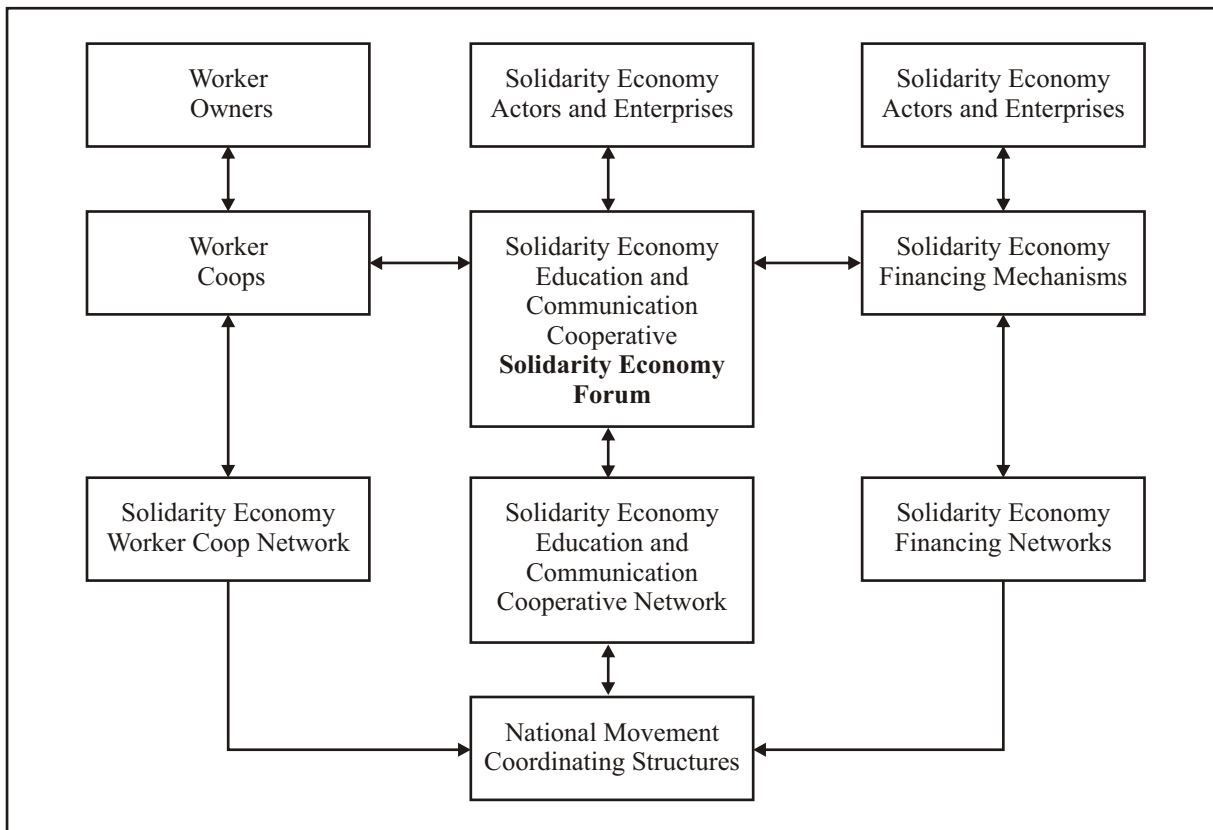 Worker
Owners
Solidarity Economy
Actors and Enterprises
Solidarity Economy
Actors and Enterprises
Worker
Coops
Solidarity Economy
Education and
Communication
Cooperative
Solidarity Economy
Forum
Solidarity Economy
Financing Mechanisms
Solidarity Economy
Worker Coop Network
Solidarity Economy
Education and
Communication
Cooperative Network
Solidarity Economy
Financing Networks
National Movement
Coordinating Structures